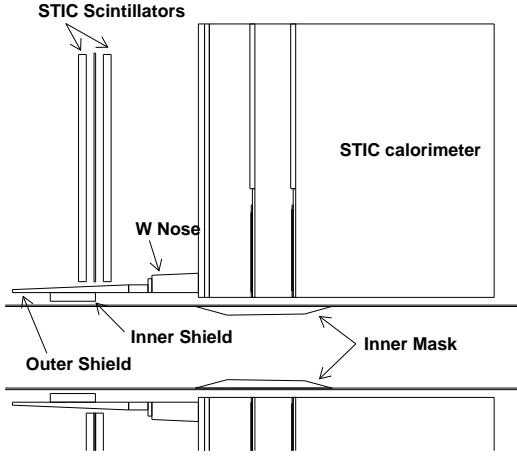 STIC Scintillators
STIC calorimeter
W Nose
Inner Shield
Inner Mask
Outer Shield